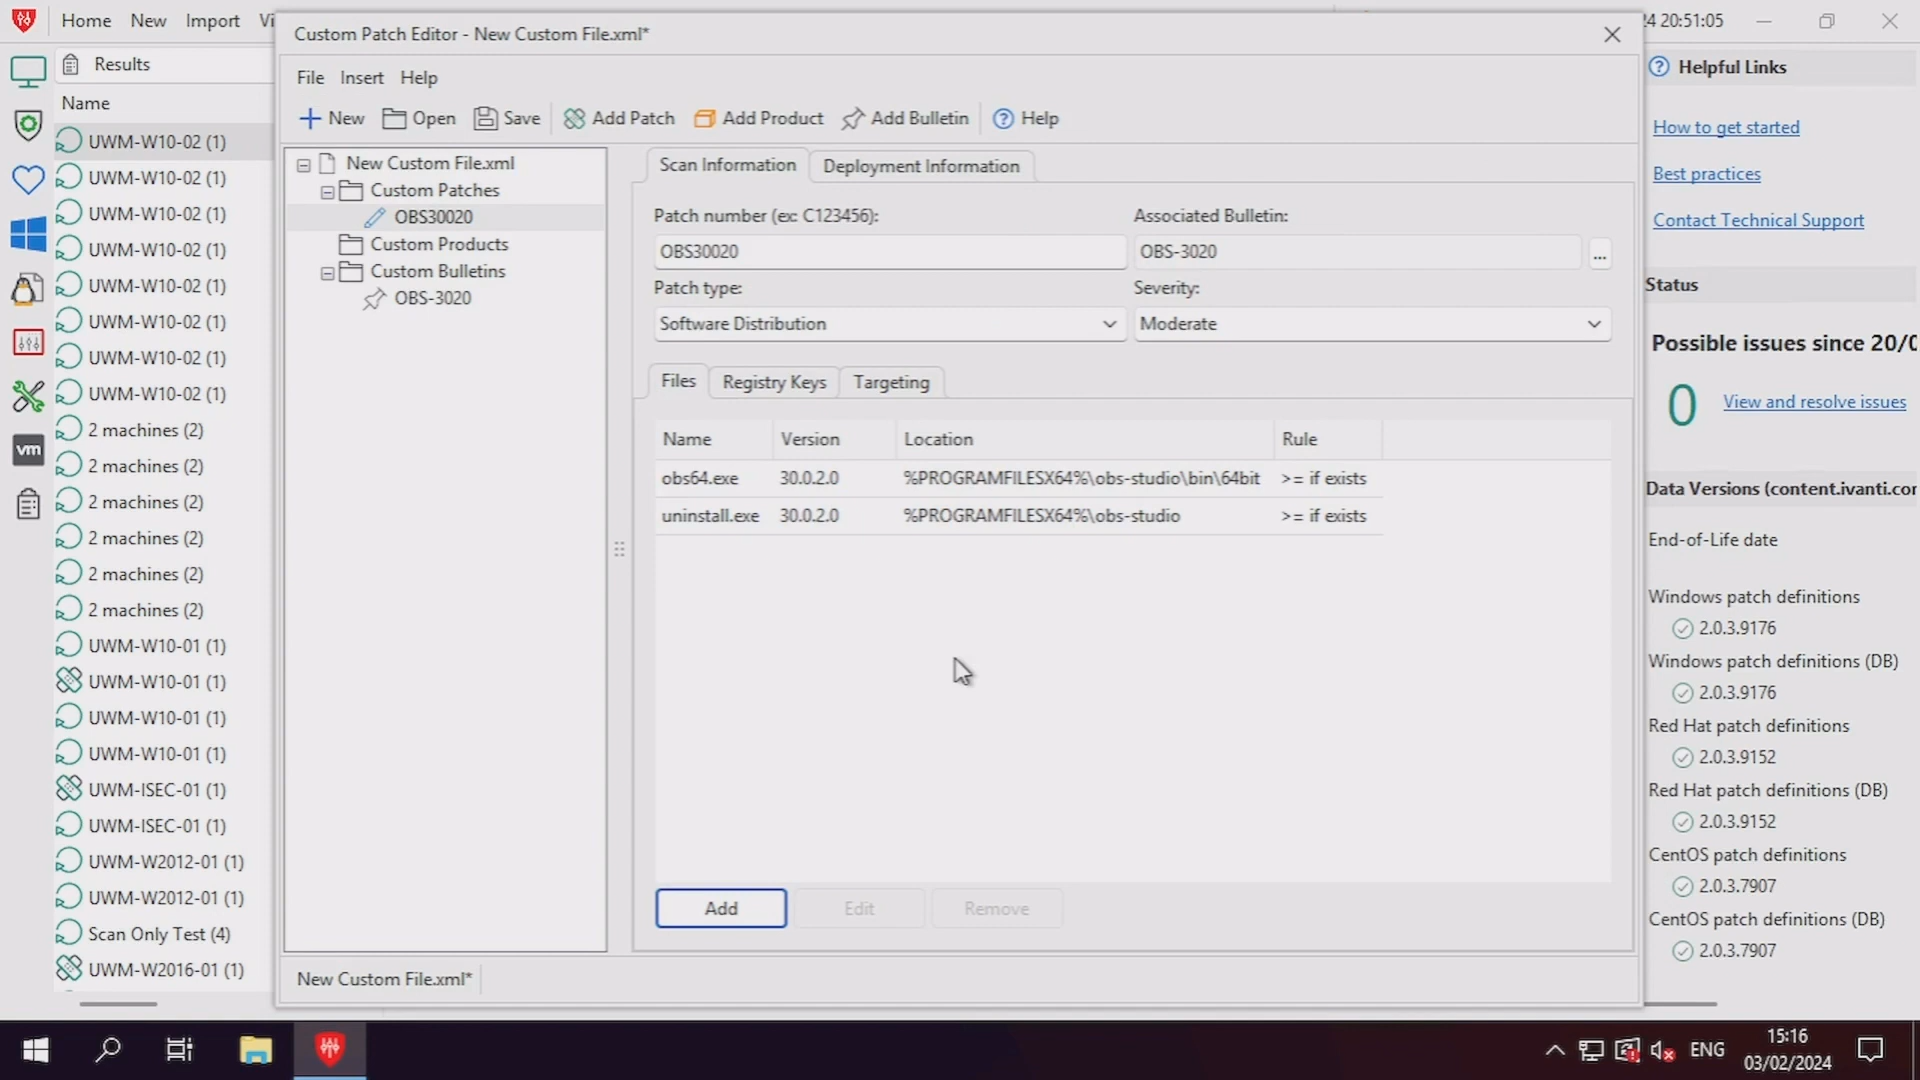 Home New Import
24 20:51:05
Custom Patch Editor - New Custom File.xml*
File Insert Help
New Open Save Add Patch Add Product Add Bulletin Help
Results
Name
UWM-W10-02 (1)
UWM-W10-02 (1)
UWM-W10-02 (1)
UWM-W10-02 (1)
UWM-W10-02 (1)
UWM-W10-02 (1)
UWM-W10-02 (1)
UWM-W10-02 (1)
2 machines (2)
2 machines (2)
2 machines (2)
2 machines (2)
2 machines (2)
2 machines (2)
UWM-W10-01 (1)
UWM-W10-01 (1)
UWM-W10-01 (1)
UWM-W10-01 (1)
UWM-ISEC-01 (1)
UWM-ISEC-01 (1)
UWM-W2012-01 (1)
UWM-W2012-01 (1)
Scan Only Test (4)
UWM-W2016-01 (1)
vm
New Custom File.xml
Custom Patches
OBS30020
Custom Products
Custom Bulletins
OBS-3020
Scan Information Deployment Information
Patch number (ex: C123456): Associated Bulletin:
OBS30020 OBS-3020 ...
Patch type: Severity:
Software Distribution Moderate
Files Registry Keys Targeting
Name Version Location Rule
obs64.exe 30.0.2.0 %PROGRAMFILESX64%\obs-studio\bin\64bit >= if exists
uninstall.exe 30.0.2.0 %PROGRAMFILESX64%\obs-studio >= if exists
Add Edit Remove
New Custom File.xml*
Helpful Links
How to get started
Best practices
Contact Technical Support
Status
Possible issues since 20/0
0 View and resolve issues
Data Versions (content.ivanti.cor
End-of-Life date
Windows patch definitions
2.0.3.9176
Windows patch definitions (DB)
2.0.3.9176
Red Hat patch definitions
2.0.3.9152
Red Hat patch definitions (DB)
2.0.3.9152
CentOS patch definitions
2.0.3.7907
CentOS patch definitions (DB)
2.0.3.7907
ENG
15:16
03/02/2024